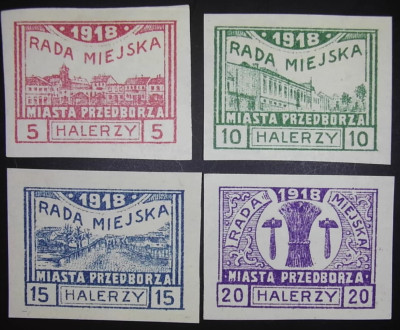 1918
RADA MIEJSKA
MIASTA PRZEDBORZA
5 HALERZY 5
1918
RADA MIEJSKA
MIASTA PRZEDBORZA
10 HALERZY 10
1918
RADA MIEJSKA
MIASTA PRZEDBORZA
15 HALERZY 15
1918
RADA MIEJSKA
MIASTA PRZEDBORZA
20 HALERZY 20